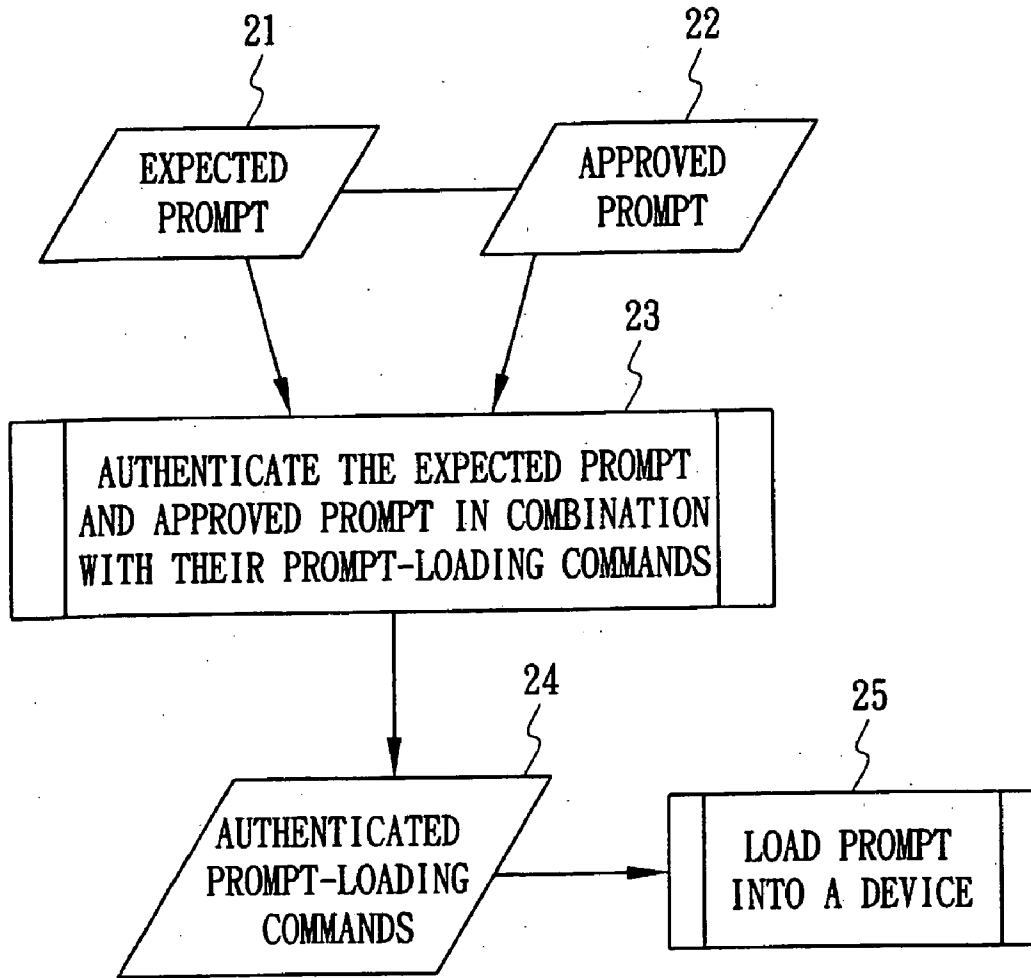 21
22
EXPECTED
PROMPT
APPROVED
PROMPT
23
AUTHENTICATE THE EXPECTED PROMPT
AND APPROVED PROMPT IN COMBINATION
WITH THEIR PROMPT-LOADING COMMANDS
24
25
AUTHENTICATED
PROMPT-LOADING
COMMANDS
LOAD PROMPT
INTO A DEVICE